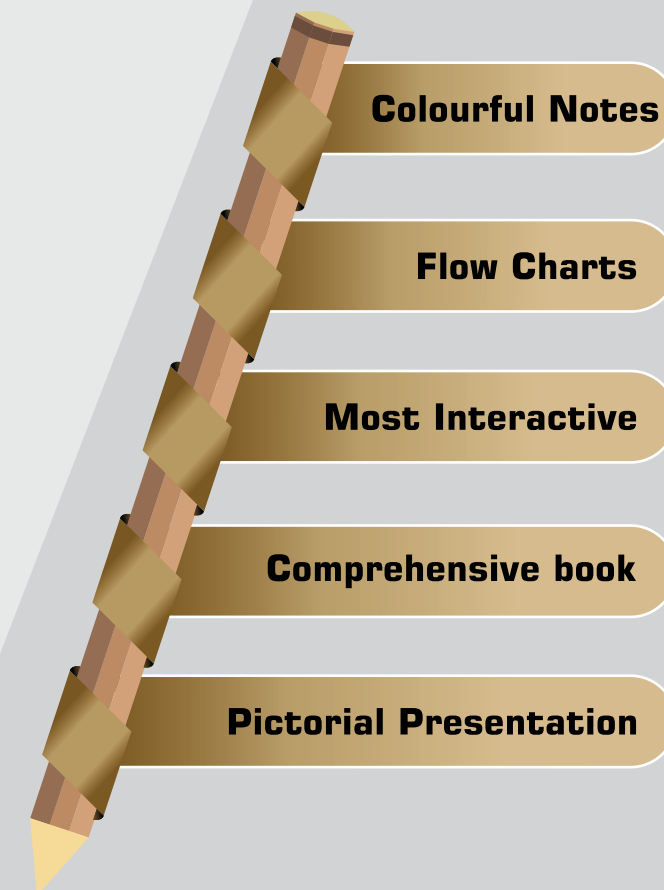 Colourful Notes
Flow Charts
Most Interactive
Comprehensive book
Pictorial Presentation